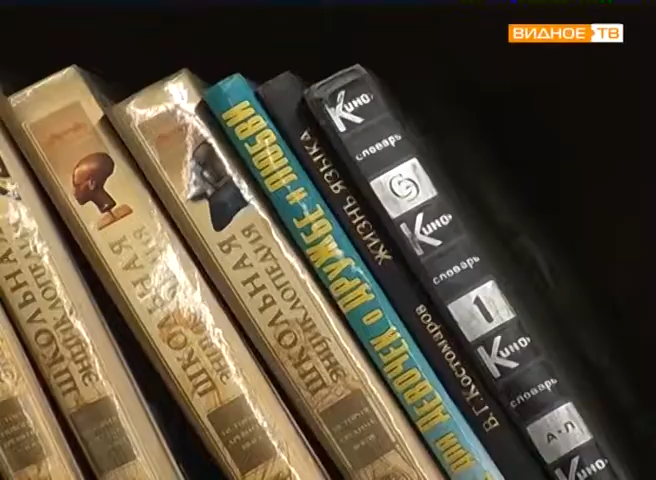 ВИДНОЕ ТВ
ШКОЛЬНАЯ
ЭНЦИКЛОПЕДИЯ
ШКОЛЬНАЯ
ШКОЛЬНАЯ
ЭНЦИКЛОПЕДИЯ
ДЛЯ ДЕВОЧЕК О ДРУЖБЕ И ЛЮБВИ
В.Г. Костомаров ЖИЗНЬ ЯЗЫКА
Кино-
словарь
Кино-
словарь
1
Кино-
словарь
А-Л
Кино-